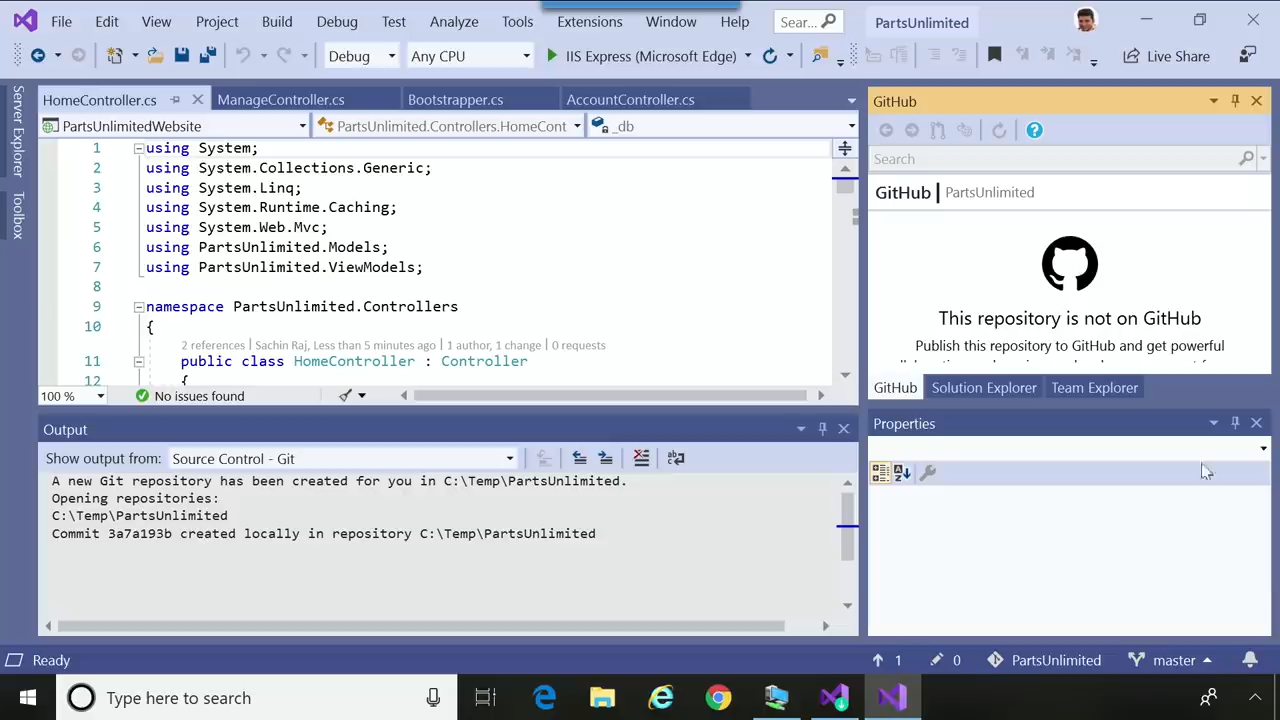 File Edit View Project Build Debug Test Analyze Tools Extensions Window Help Sear... PartsUnlimited
Debug Any CPU IIS Express (Microsoft Edge) Live Share
Server Explorer
Toolbox
HomeController.cs ManageController.cs Bootstrapper.cs AccountController.cs
PartsUnlimitedWebsite PartsUnlimited.Controllers.HomeCont _db
1 using System;
2 using System.Collections.Generic;
3 using System.Linq;
4 using System.Runtime.Caching;
5 using System.Web.Mvc;
6 using PartsUnlimited.Models;
7 using PartsUnlimited.ViewModels;
8
9 namespace PartsUnlimited.Controllers
10 {
2 references | Sachin Raj, Less than 5 minutes ago | 1 author, 1 change | 0 requests
11 public class HomeController : Controller
12 {
100 % No issues found
Output
Show output from: Source Control - Git
A new Git repository has been created for you in C:\Temp\PartsUnlimited.
Opening repositories:
C:\Temp\PartsUnlimited
Commit 3a7a193b created locally in repository C:\Temp\PartsUnlimited
GitHub
Search
GitHub | PartsUnlimited
This repository is not on GitHub
Publish this repository to GitHub and get powerful
GitHub Solution Explorer Team Explorer
Properties
Ready 1 0 PartsUnlimited master
Type here to search